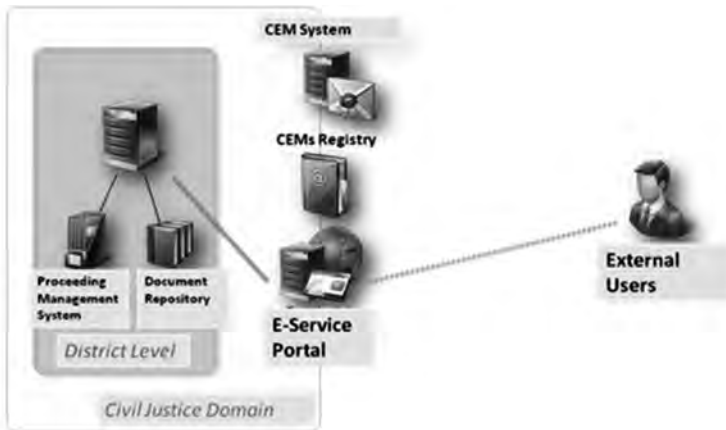 CEM System
CEMs Registry
Proceeding
Management
System
Document
Repository
District Level
Civil Justice Domain
E-Service
Portal
External
Users